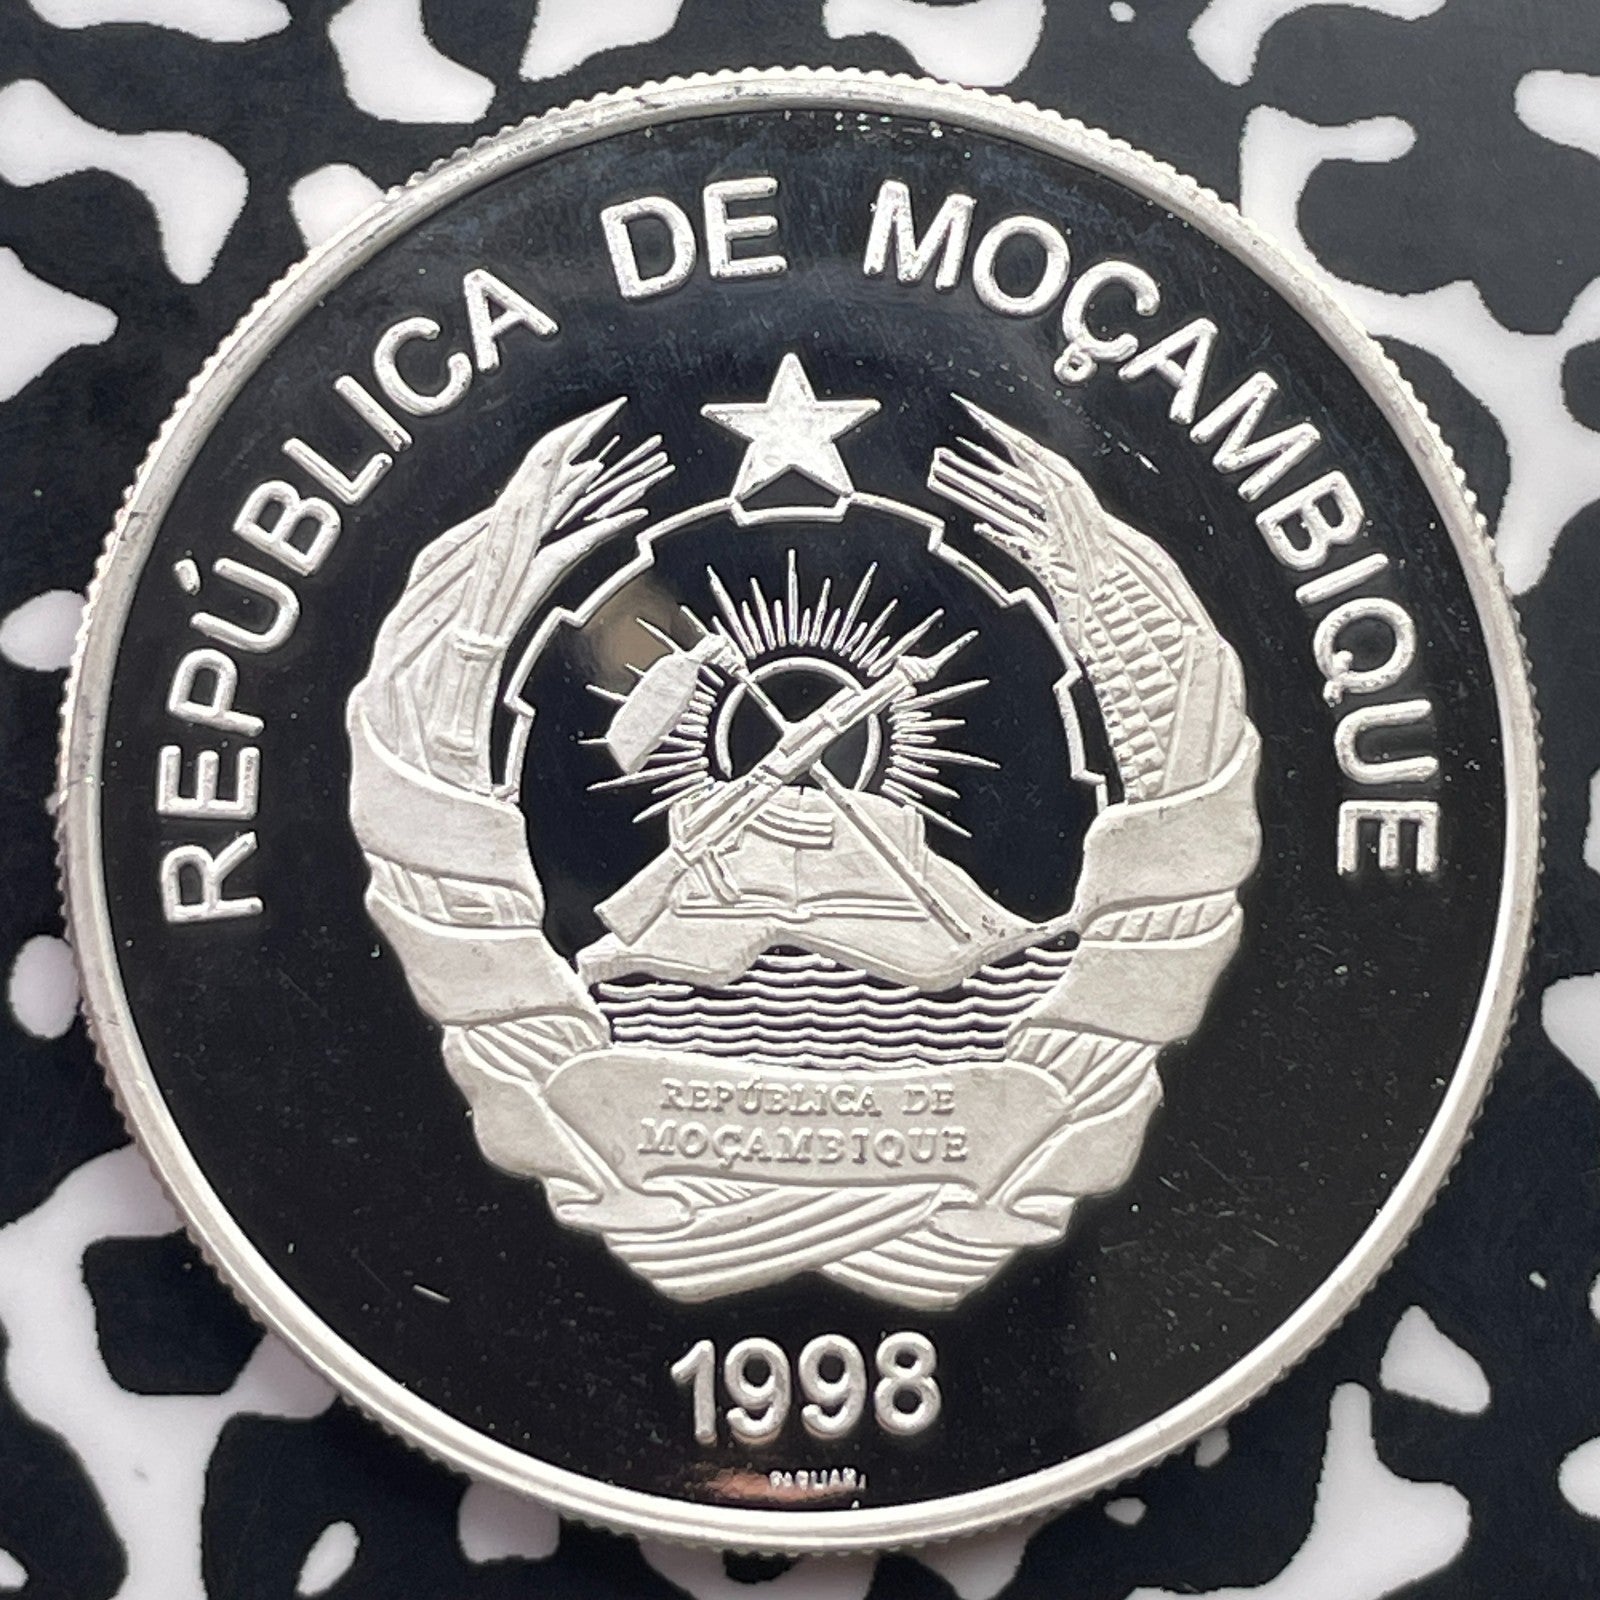 REPÚBLICA DE MOÇAMBIQUE
REPÚBLICA DE
MOÇAMBIQUE
1998